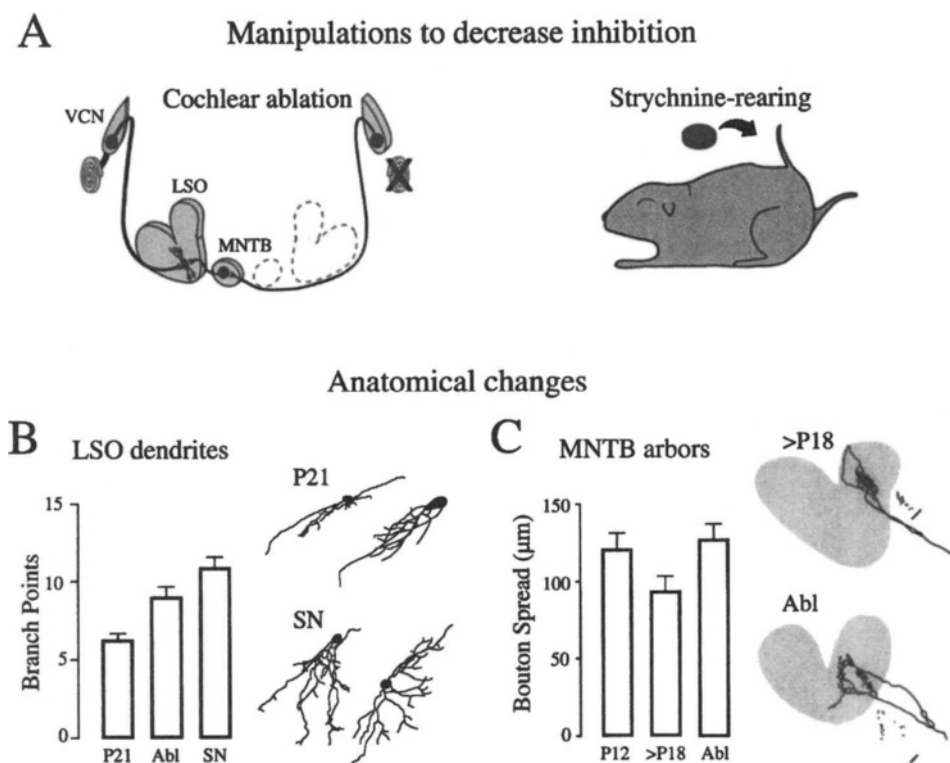 A
Manipulations to decrease inhibition
Cochlear ablation
Strychnine-rearing
VCN
LSO
MNTB
Anatomical changes
B
LSO dendrites
P21
SN
15
10
5
0
Branch Points
P21 Abl SN
C
MNTB arbors
>P18
Abl
150
100
50
0
Bouton Spread (µm)
P12 >P18 Abl